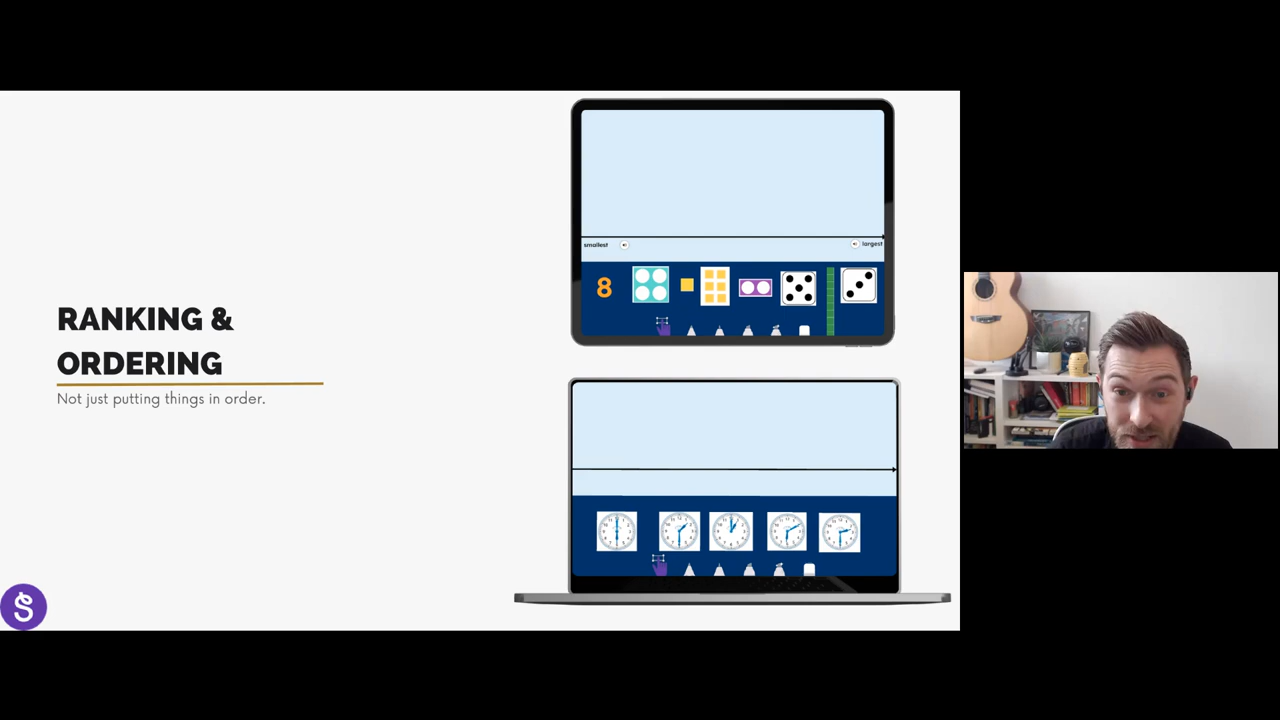 RANKING &
ORDERING
Not just putting things in order.
smallest
largest
8
S